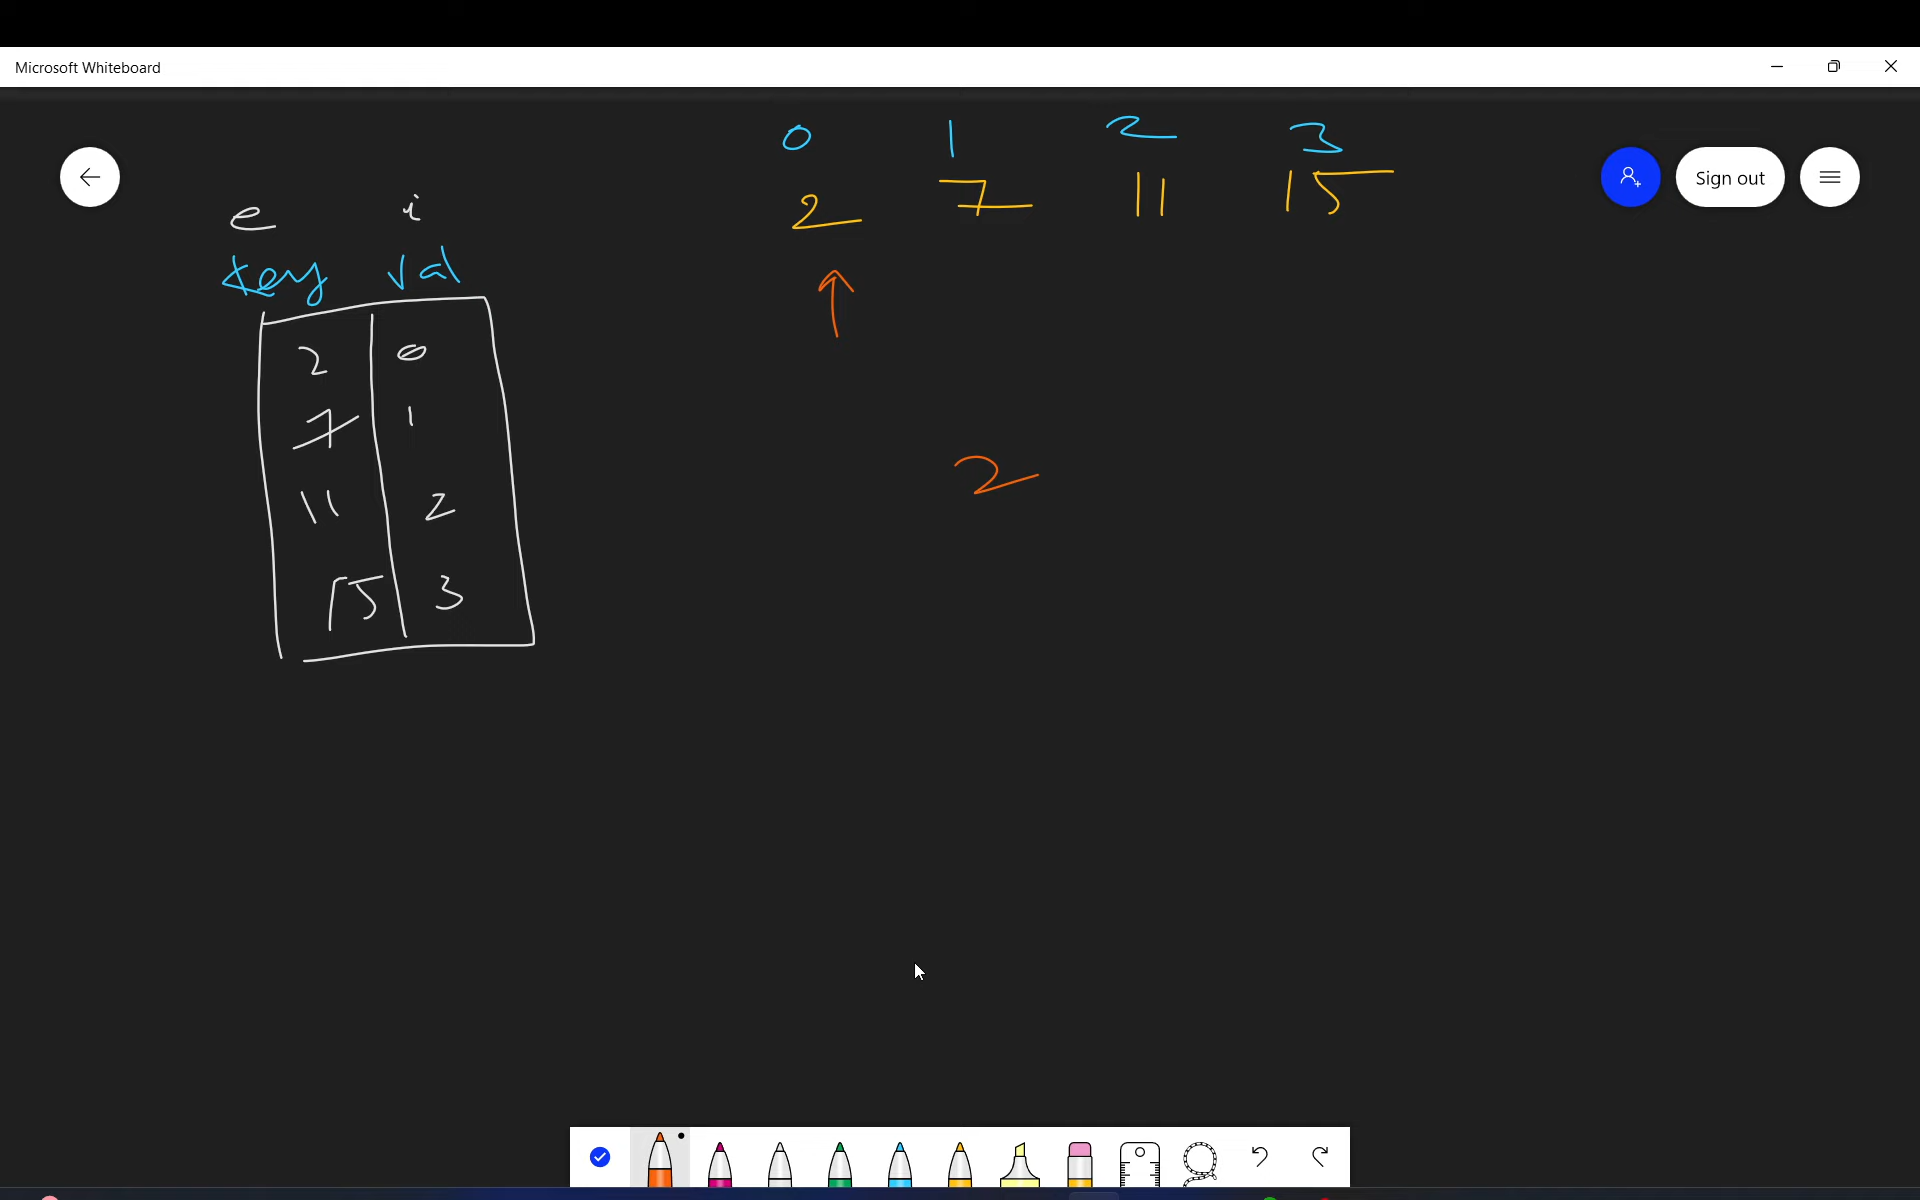 Microsoft Whiteboard
0 1 2 3
2 7 11 15
Sign out
e i
key val
2 0
7 1
11 2
15 3
2